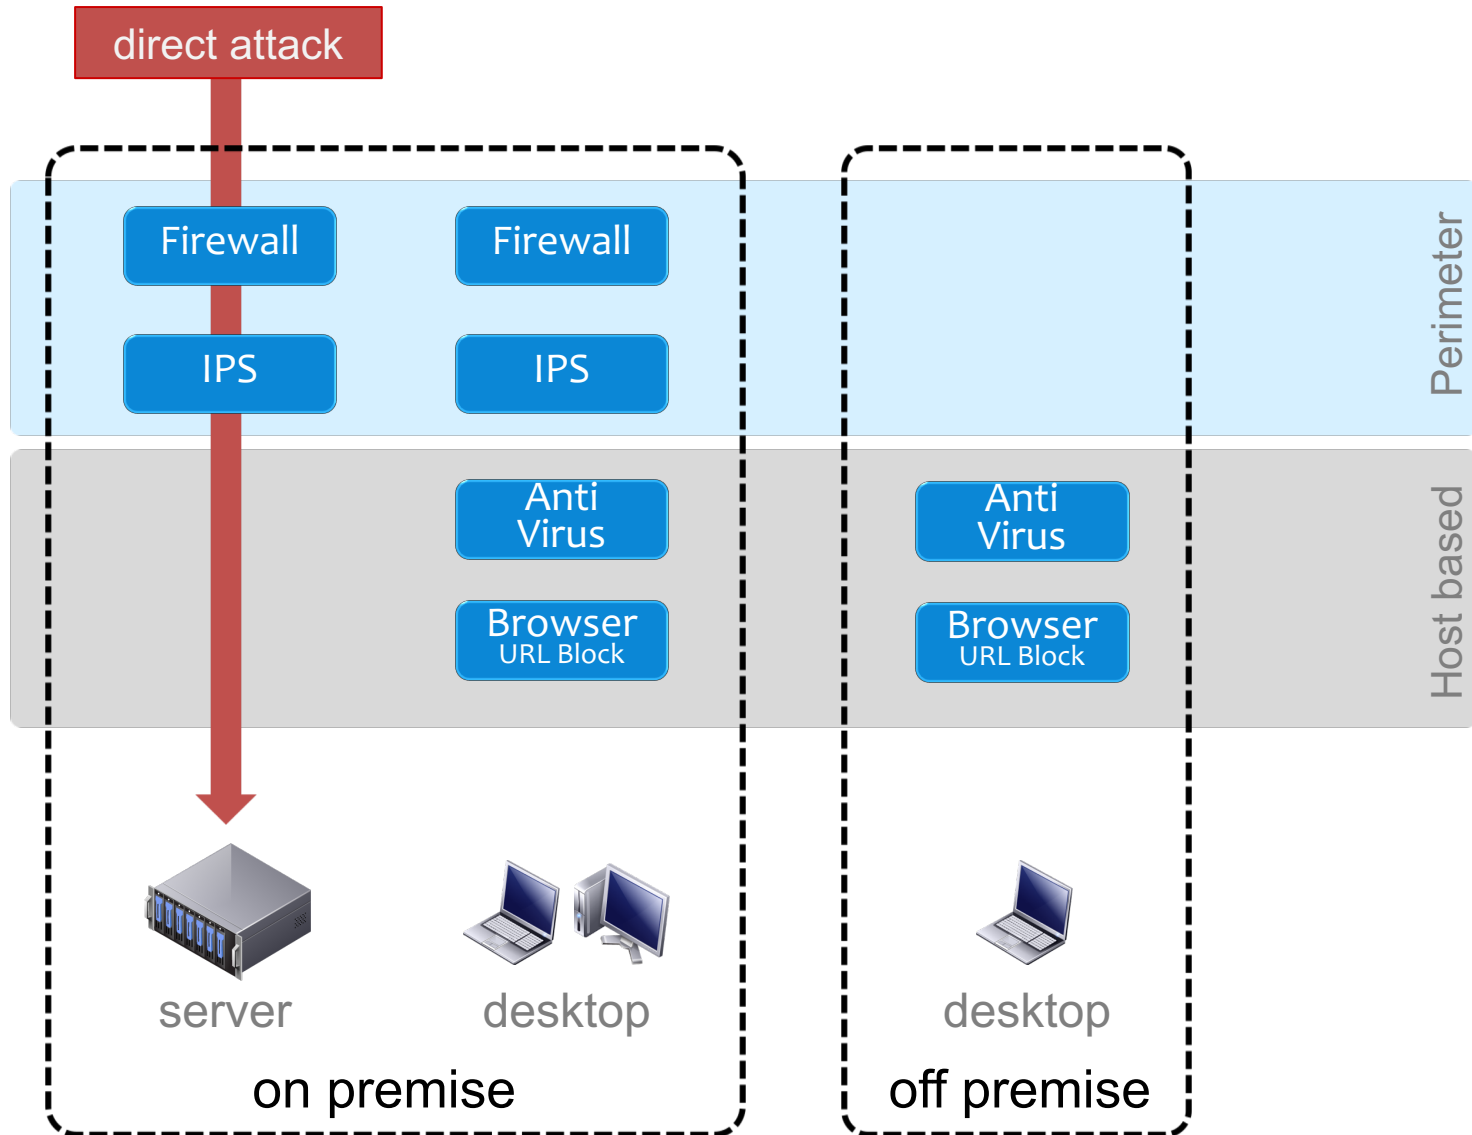 direct attack
Firewall
Firewall
Perimeter
IPS
IPS
Anti
Virus
Anti
Virus
Host based
Browser
URL Block
Browser
URL Block
server
desktop
desktop
on premise
off premise